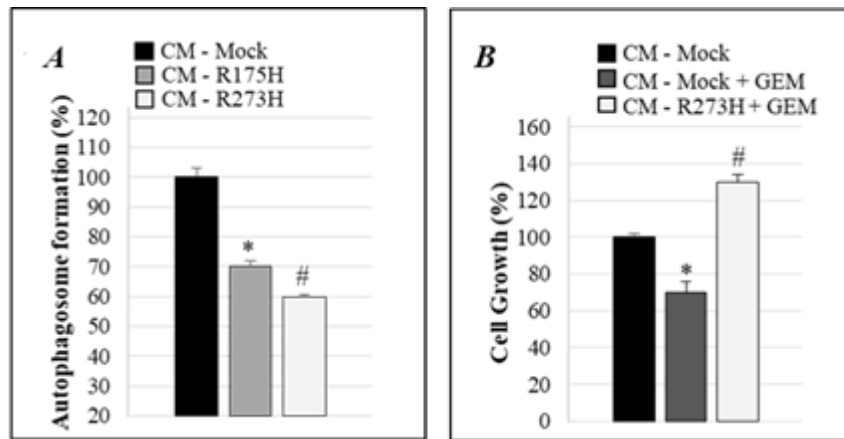 A
CM - Mock
CM - R175H
CM - R273H
Autophagosome formation (%)
120
110
100
90
80
70
60
50
40
30
20
*
#
B
CM - Mock
CM - Mock + GEM
CM - R273H + GEM
Cell Growth (%)
160
140
120
100
80
60
40
20
0
*
#